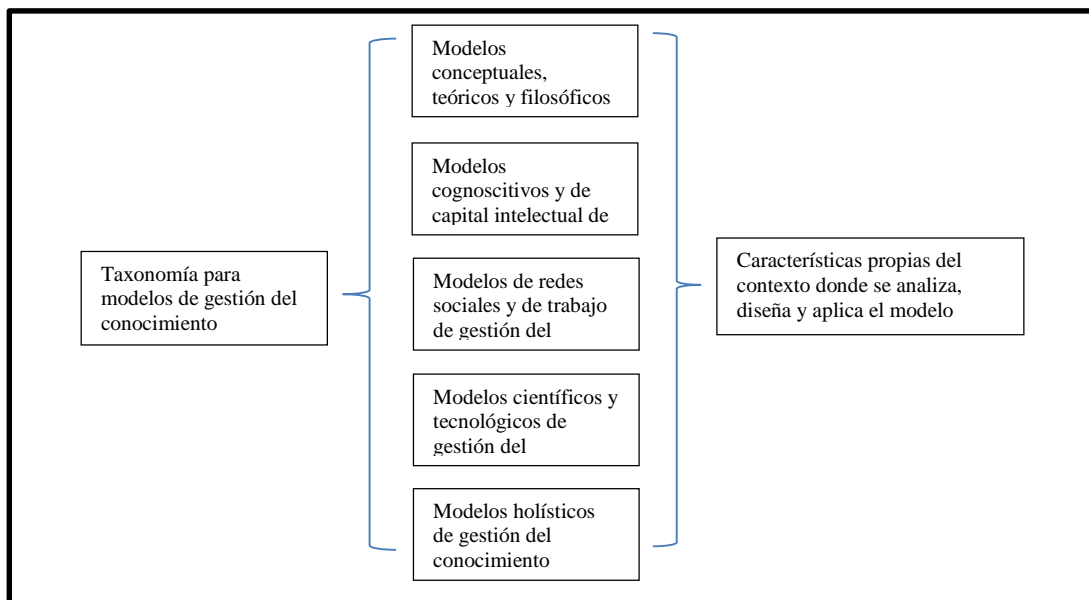 Taxonomía para
modelos de gestión del
conocimiento
Modelos
conceptuales,
teóricos y filosóficos
Modelos
cognoscitivos y de
capital intelectual de
Modelos de redes
sociales y de trabajo
de gestión del
Modelos científicos y
tecnológicos de
gestión del
Modelos holísticos
de gestión del
conocimiento
Características propias del
contexto donde se analiza,
diseña y aplica el modelo